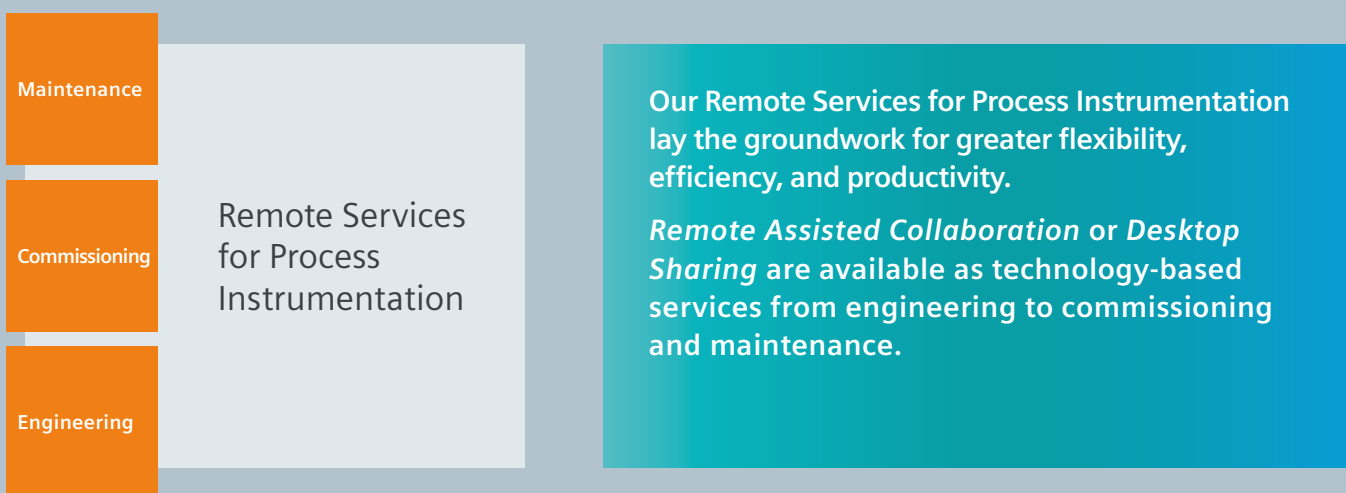 Maintenance
Commissioning
Engineering
Remote Services
for Process
Instrumentation
Our Remote Services for Process Instrumentation
lay the groundwork for greater flexibility,
efficiency, and productivity.
Remote Assisted Collaboration or Desktop
Sharing are available as technology-based
services from engineering to commissioning
and maintenance.